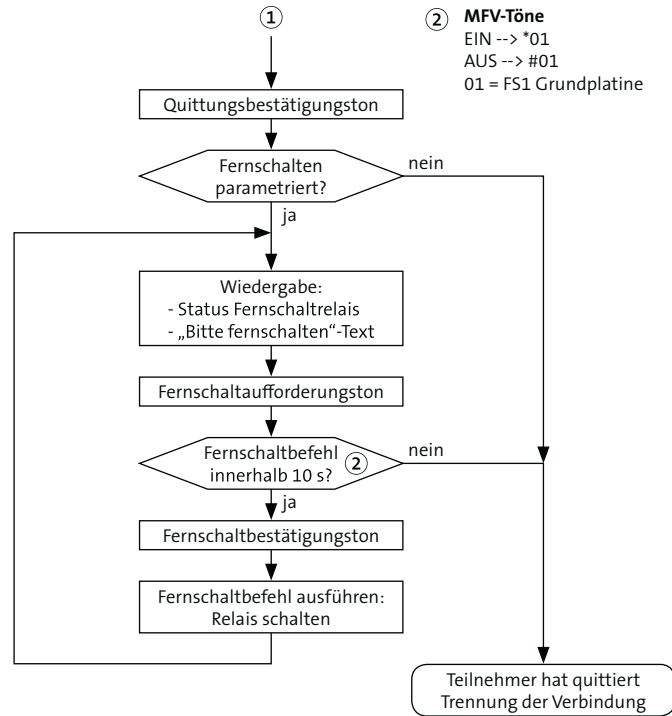 ①
② MFV-Töne
EIN --> *01
AUS --> #01
01 = FS1 Grundplatine
Quittungsbestätigungston
Fernschalten
parametriert?
nein
ja
Wiedergabe:
- Status Fernschaltrelais
- „Bitte fernschalten“-Text
Fernschaltaufforderungston
Fernschaltbefehl
innerhalb 10 s? ②
nein
ja
Fernschaltbestätigungston
Fernschaltbefehl ausführen:
Relais schalten
Teilnehmer hat quittiert
Trennung der Verbindung